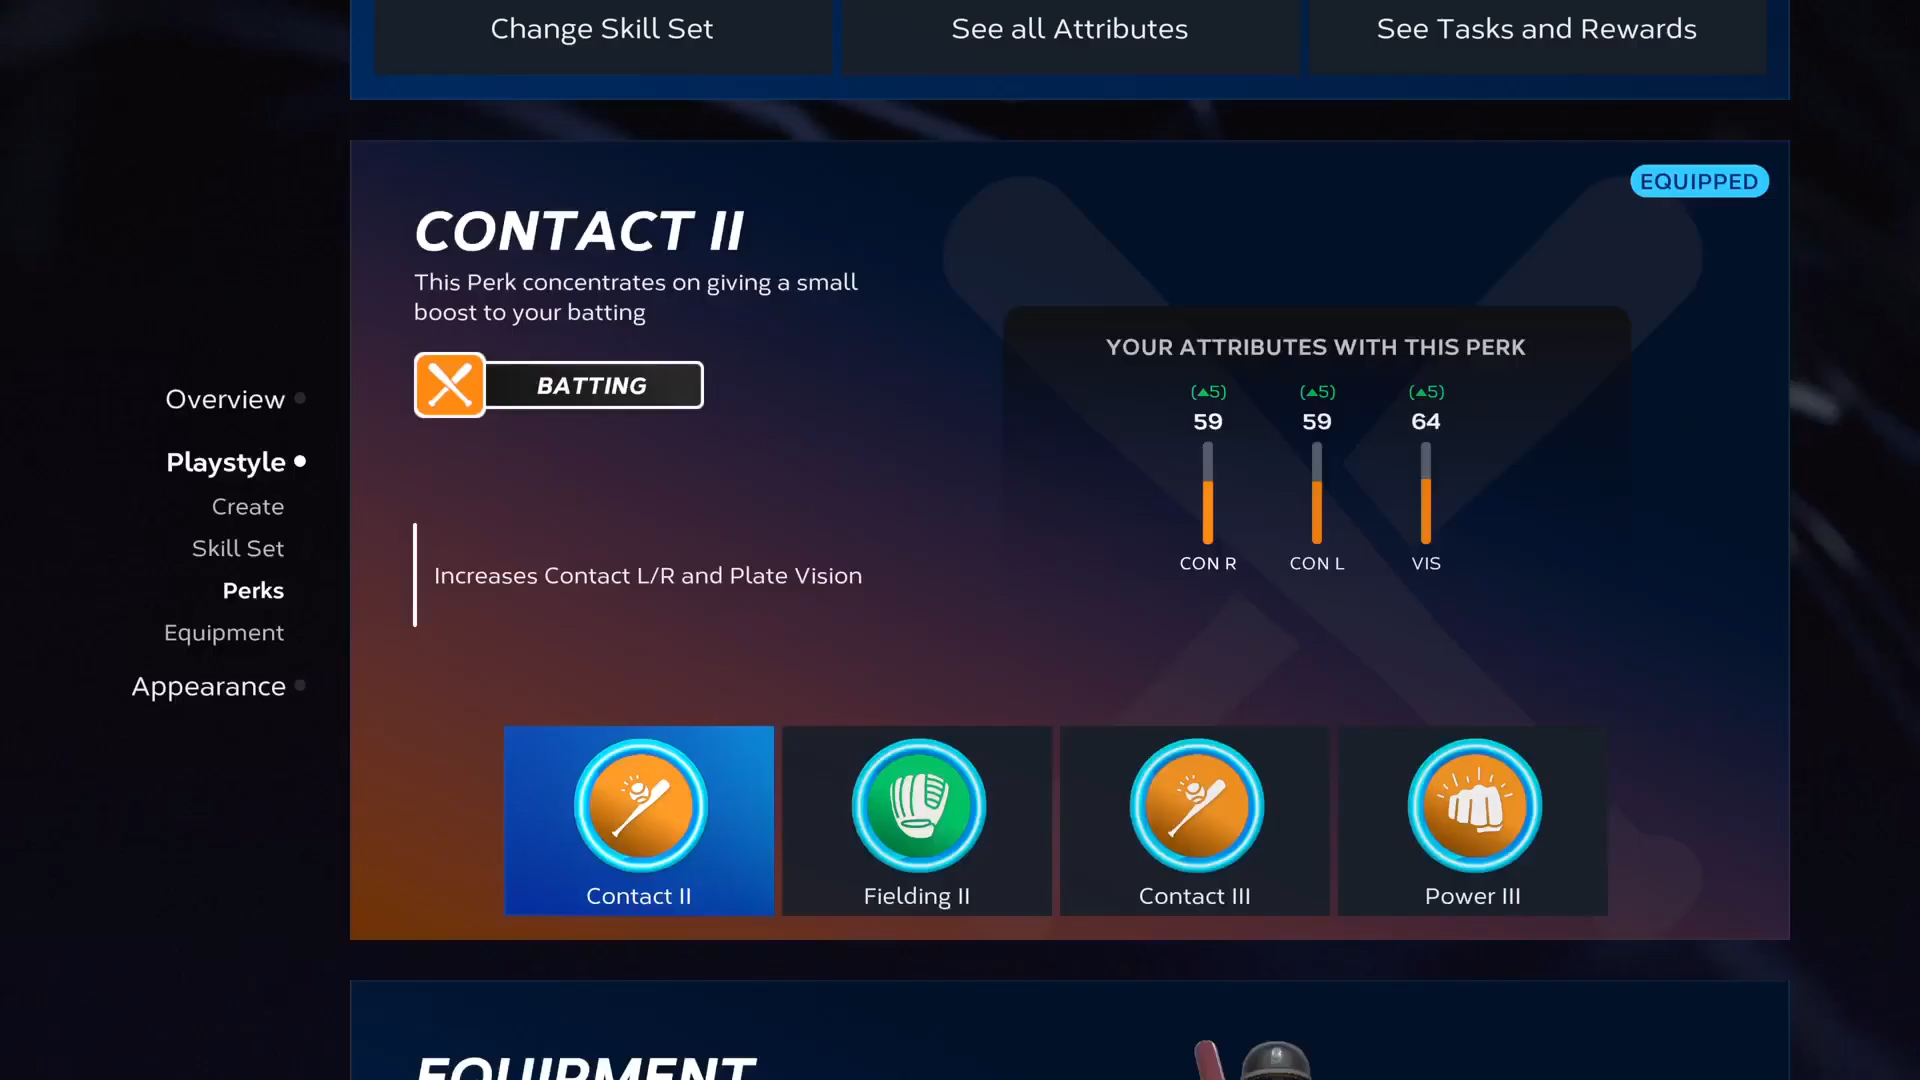 Change Skill Set
See all Attributes
See Tasks and Rewards
EQUIPPED
CONTACT II
This Perk concentrates on giving a small
boost to your batting
BATTING
Increases Contact L/R and Plate Vision
YOUR ATTRIBUTES WITH THIS PERK
(▲5) (▲5) (▲5)
59 59 64
CON R CON L VIS
Overview
Playstyle
Create
Skill Set
Perks
Equipment
Appearance
Contact II
Fielding II
Contact III
Power III
EQUIPMENT